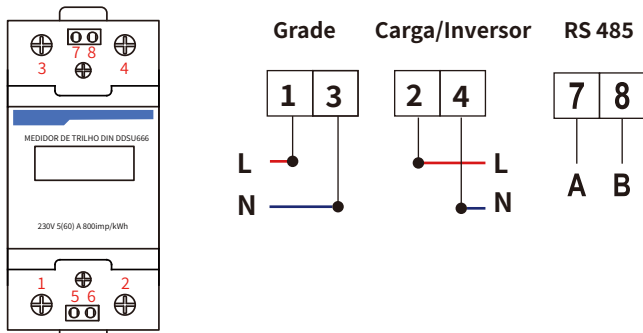 7 8
3 4
MEDIDOR DE TRILHO DIN DDSU666
230V 5(60) A 800imp/kWh
1 2
5 6
Grade Carga/Inversor RS 485
1 3 2 4 7 8
L L
N N
A B